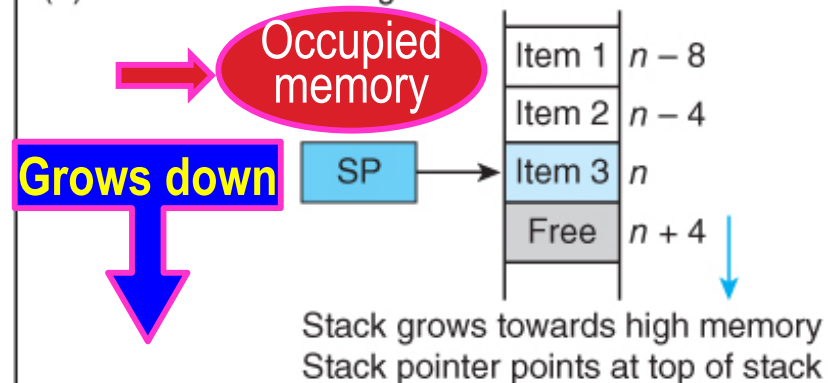 Occupied
memory
Item 1 n – 8
Item 2 n – 4
Grows down
SP
Item 3 n
Free n + 4
Stack grows towards high memory
Stack pointer points at top of stack